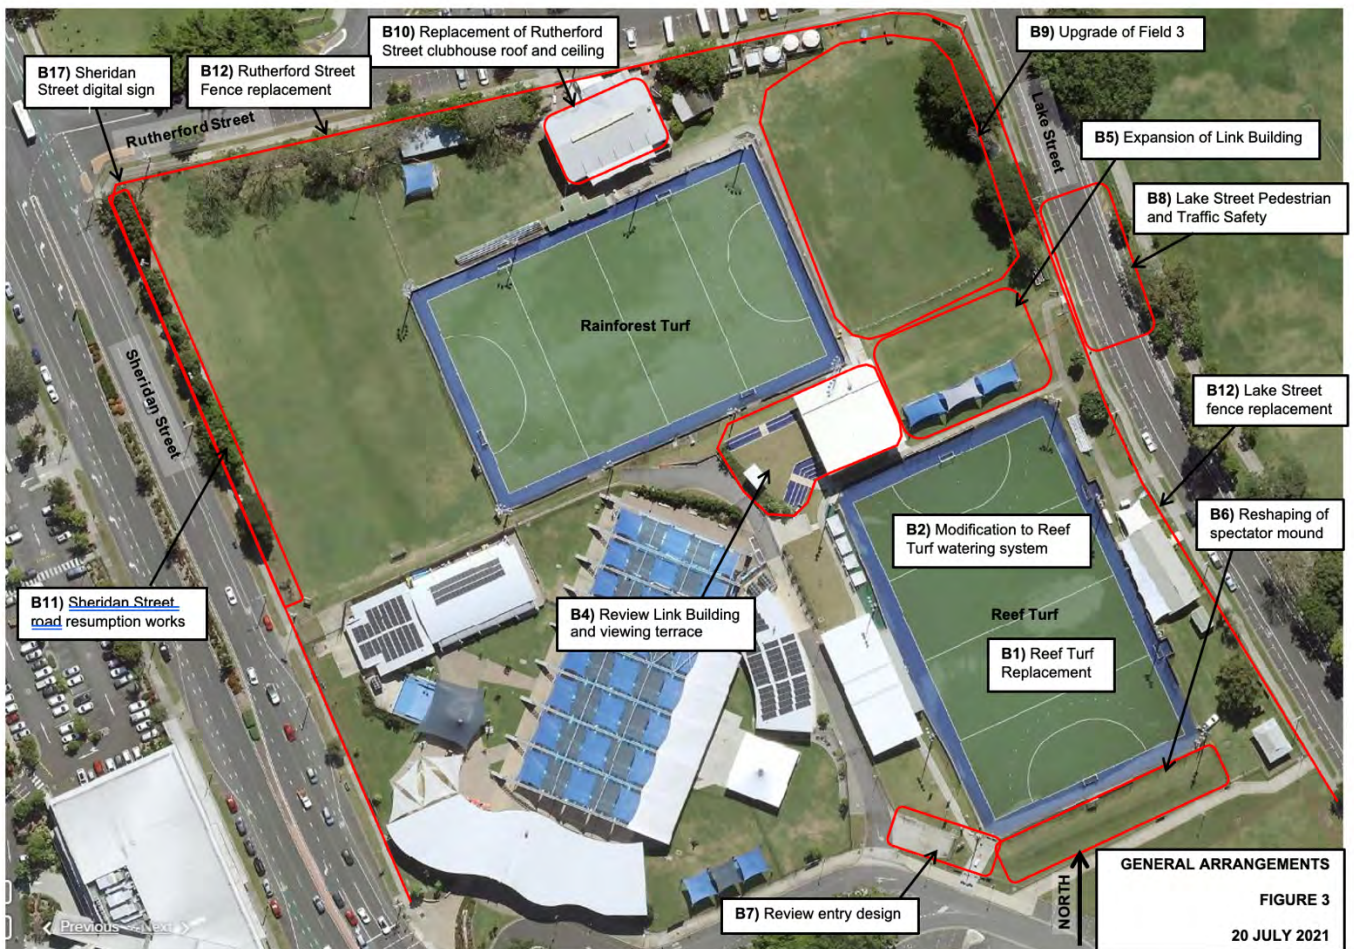 B10) Replacement of Rutherford
Street clubhouse roof and ceiling
B9) Upgrade of Field 3
B17) Sheridan
Street digital sign
B12) Rutherford Street
Fence replacement
Rutherford Street
Lake Street
B5) Expansion of Link Building
B8) Lake Street Pedestrian
and Traffic Safety
Rainforest Turf
Sheridan Street
B12) Lake Street
fence replacement
B2) Modification to Reef
Turf watering system
B6) Reshaping of
spectator mound
B11) Sheridan Street
road resumption works
B4) Review Link Building
and viewing terrace
Reef Turf
B1) Reef Turf
Replacement
B7) Review entry design
NORTH
GENERAL ARRANGEMENTS
FIGURE 3
20 JULY 2021
Previous
Next